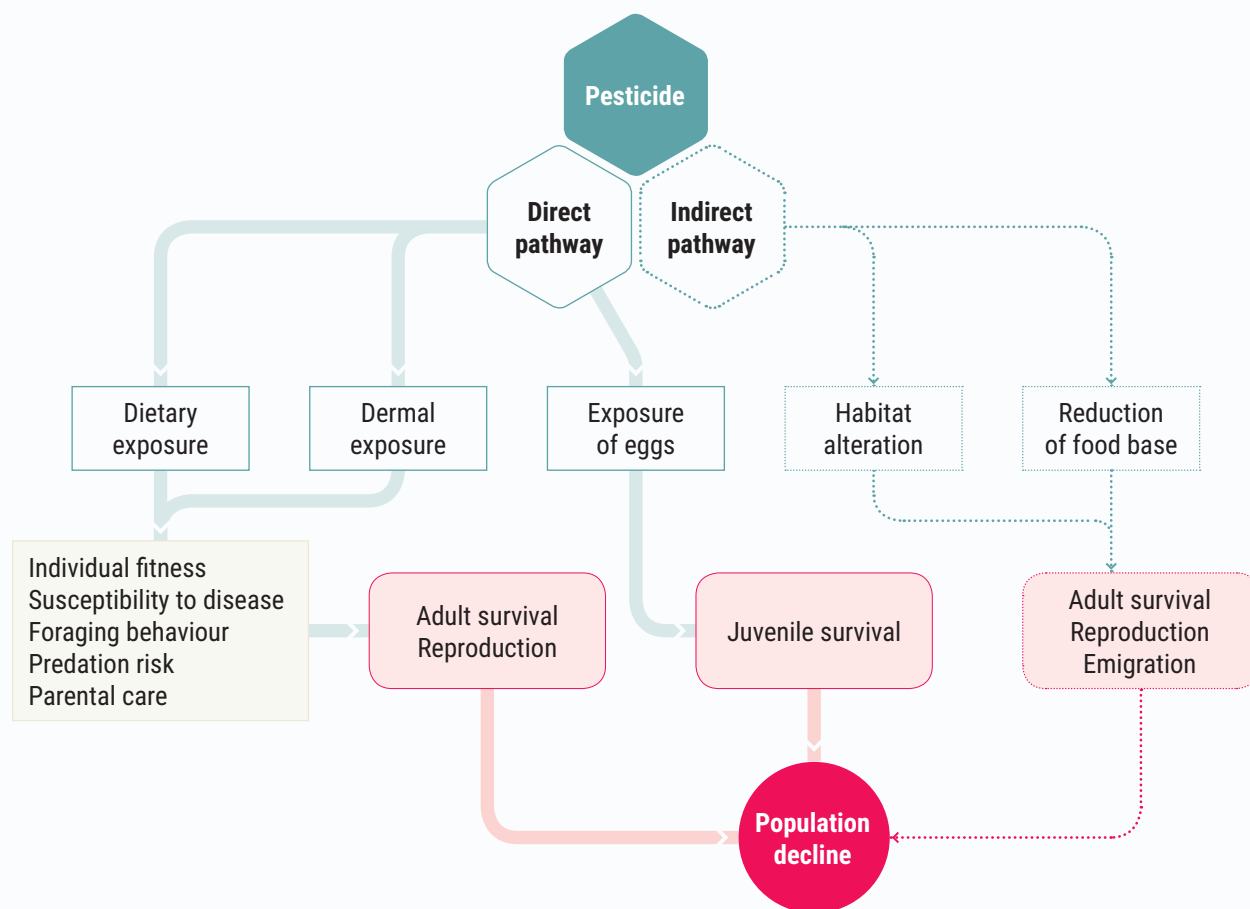 Pesticide
Direct
pathway
Indirect
pathway
Dietary
exposure
Dermal
exposure
Exposure
of eggs
Habitat
alteration
Reduction
of food base
Individual fitness
Susceptibility to disease
Foraging behaviour
Predation risk
Parental care
Adult survival
Reproduction
Juvenile survival
Adult survival
Reproduction
Emigration
Population
decline